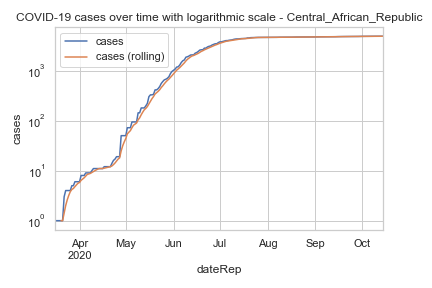 COVID-19 cases over time with logarithmic scale - Central_African_Republic
cases
cases (rolling)
10³
10²
10¹
10⁰
cases
Apr
2020
May
Jun
Jul
Aug
Sep
Oct
dateRep